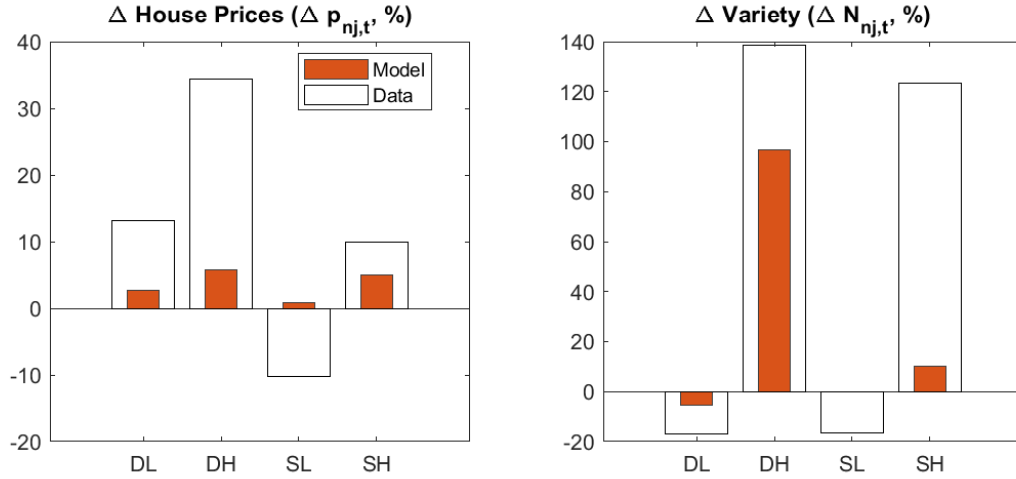 Δ House Prices (Δ p_nj,t, %)
40
30
20
10
0
-10
-20
DL DH SL SH
Model
Data
Δ Variety (Δ N_nj,t, %)
140
120
100
80
60
40
20
0
-20
DL DH SL SH